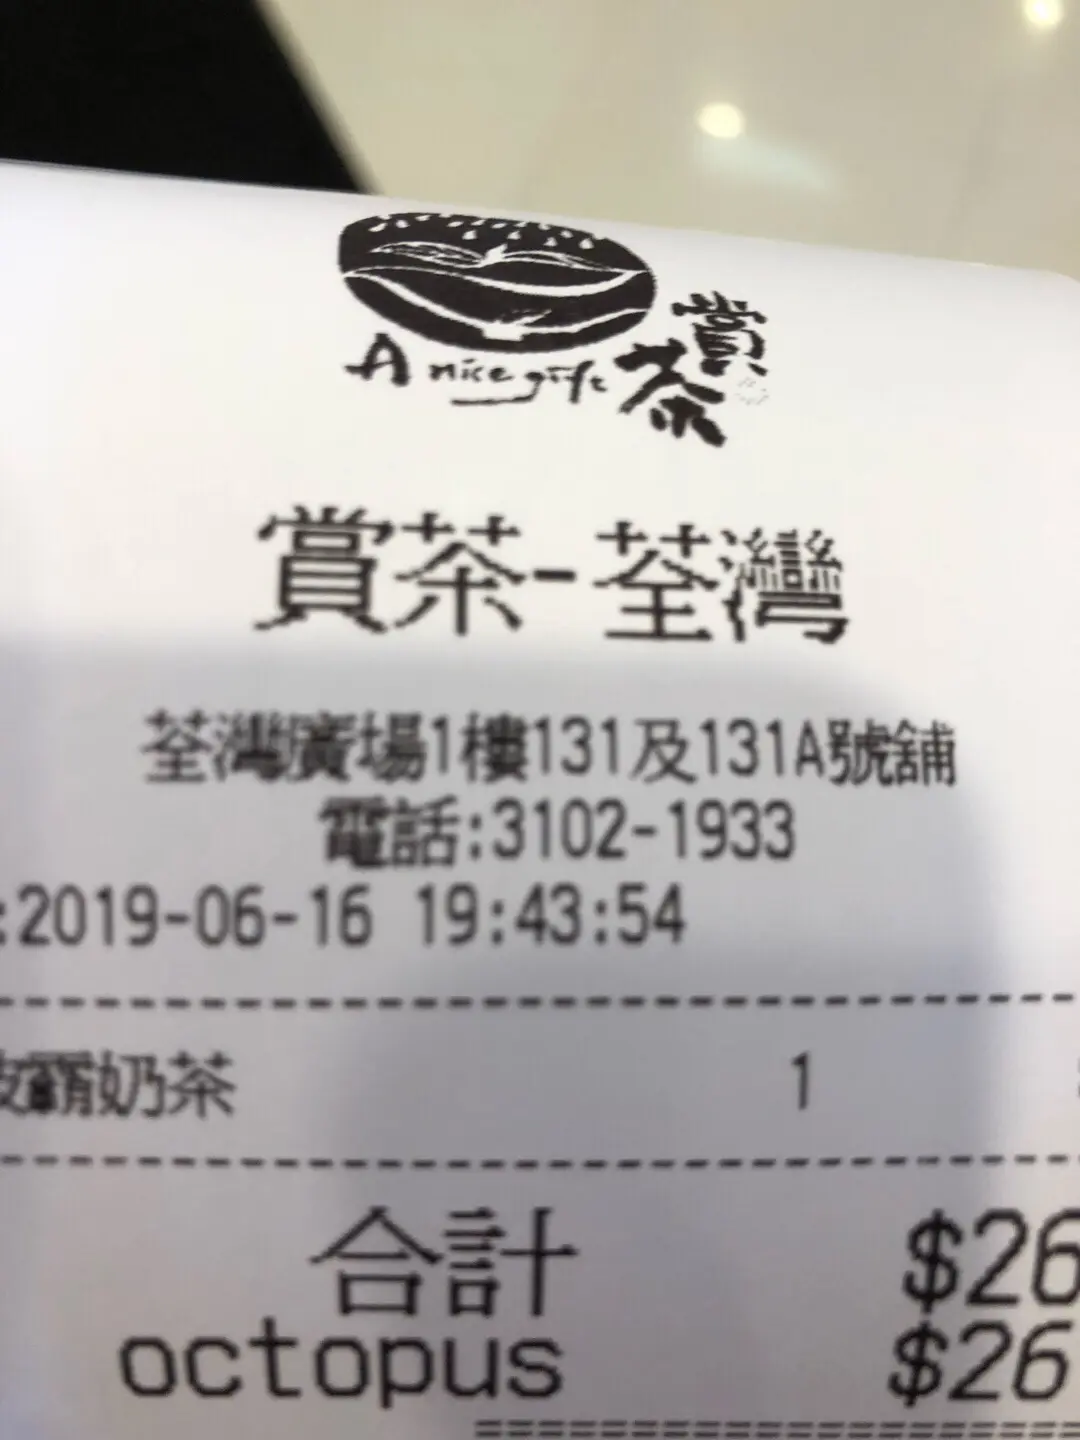 A nice gift 賞茶
賞茶-荃灣
荃灣廣場1樓131及131A號舖
電話:3102-1933
:2019-06-16 19:43:54
霸奶茶 1
合計 $26
octopus $26